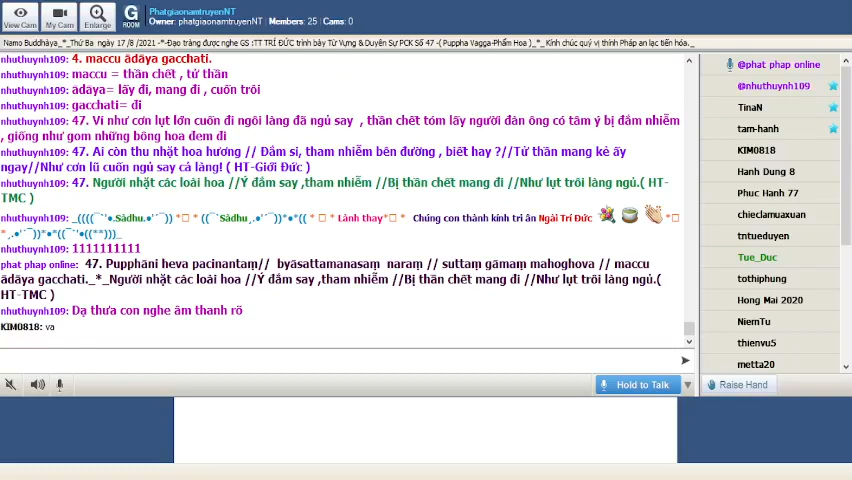 View Cam
My Cam
Enlarge
G
ROOM
PhatgiaonamtruyenNT
Owner: phatgiaonamtruyenNT | Members: 25 | Cams: 0
Namo Buddhàya_*_Thứ Ba ngày 17 /8 /2021 -*-Đạo tràng được nghe GS :TT TRÍ ĐỨC trình bày Từ Vựng & Duyên Sự PCK Số 47 -( Puppha Vagga-Phẩm Hoa )_*_ Kính chúc quý vị thính Pháp an lạc tiến hóa._
nhuthuynh109: 4. maccu ādāya gacchati.
nhuthuynh109: maccu = thần chết , tử thần
nhuthuynh109: ādāya= lấy đi, mang đi , cuốn trôi
nhuthuynh109: gacchati= đi
nhuthuynh109: 47. Ví như cơn lụt lớn cuốn đi ngôi làng đã ngủ say , thần chết tóm lấy người đàn ông có tâm ý bị đắm nhiễm
, giống như gom những bông hoa đem đi
nhuthuynh109: 47. Ai còn thu nhặt hoa hương // Đắm si, tham nhiễm bên đường , biết hay ?//Tử thần mang kẻ ấy
ngay//Như cơn lũ cuốn ngủ say cả làng! ( HT-Giới Đức )
nhuthuynh109: 47. Người nhặt các loài hoa //Ý đắm say ,tham nhiễm //Bị thần chết mang đi //Như lụt trôi làng ngủ.( HT-
TMC )
nhuthuynh109: _((((¯`'•.Sādhu.•'´¯)) *□ * ((¯`Sādhu´,.•'´¯))*•*(( * □ * Lành thay*□ * Chúng con thành kính tri ân Ngài Trí Đức *□
*¸.•'´¯))*•*((¯`'•((**)))_
nhuthuynh109: 1111111111
phat phap online: 47. Pupphāni heva pacinantaṃ// byāsattamanasaṃ naraṃ // suttaṃ gāmaṃ mahoghova // maccu
ādāya gacchati._*_Người nhặt các loài hoa //Ý đắm say ,tham nhiễm //Bị thần chết mang đi //Như lụt trôi làng ngủ.(
HT-TMC )
nhuthuynh109: Dạ thưa con nghe âm thanh rõ
KIM0818: va
Hold to Talk
@phat phap online
@nhuthuynh109
TinaN
tam-hanh
KIM0818
Hanh Dung 8
Phuc Hanh 77
chieclamuaxuan
tntueduyen
Tue_Duc
tothiphung
Hong Mai 2020
NiemTu
thienvu5
metta20
Raise Hand